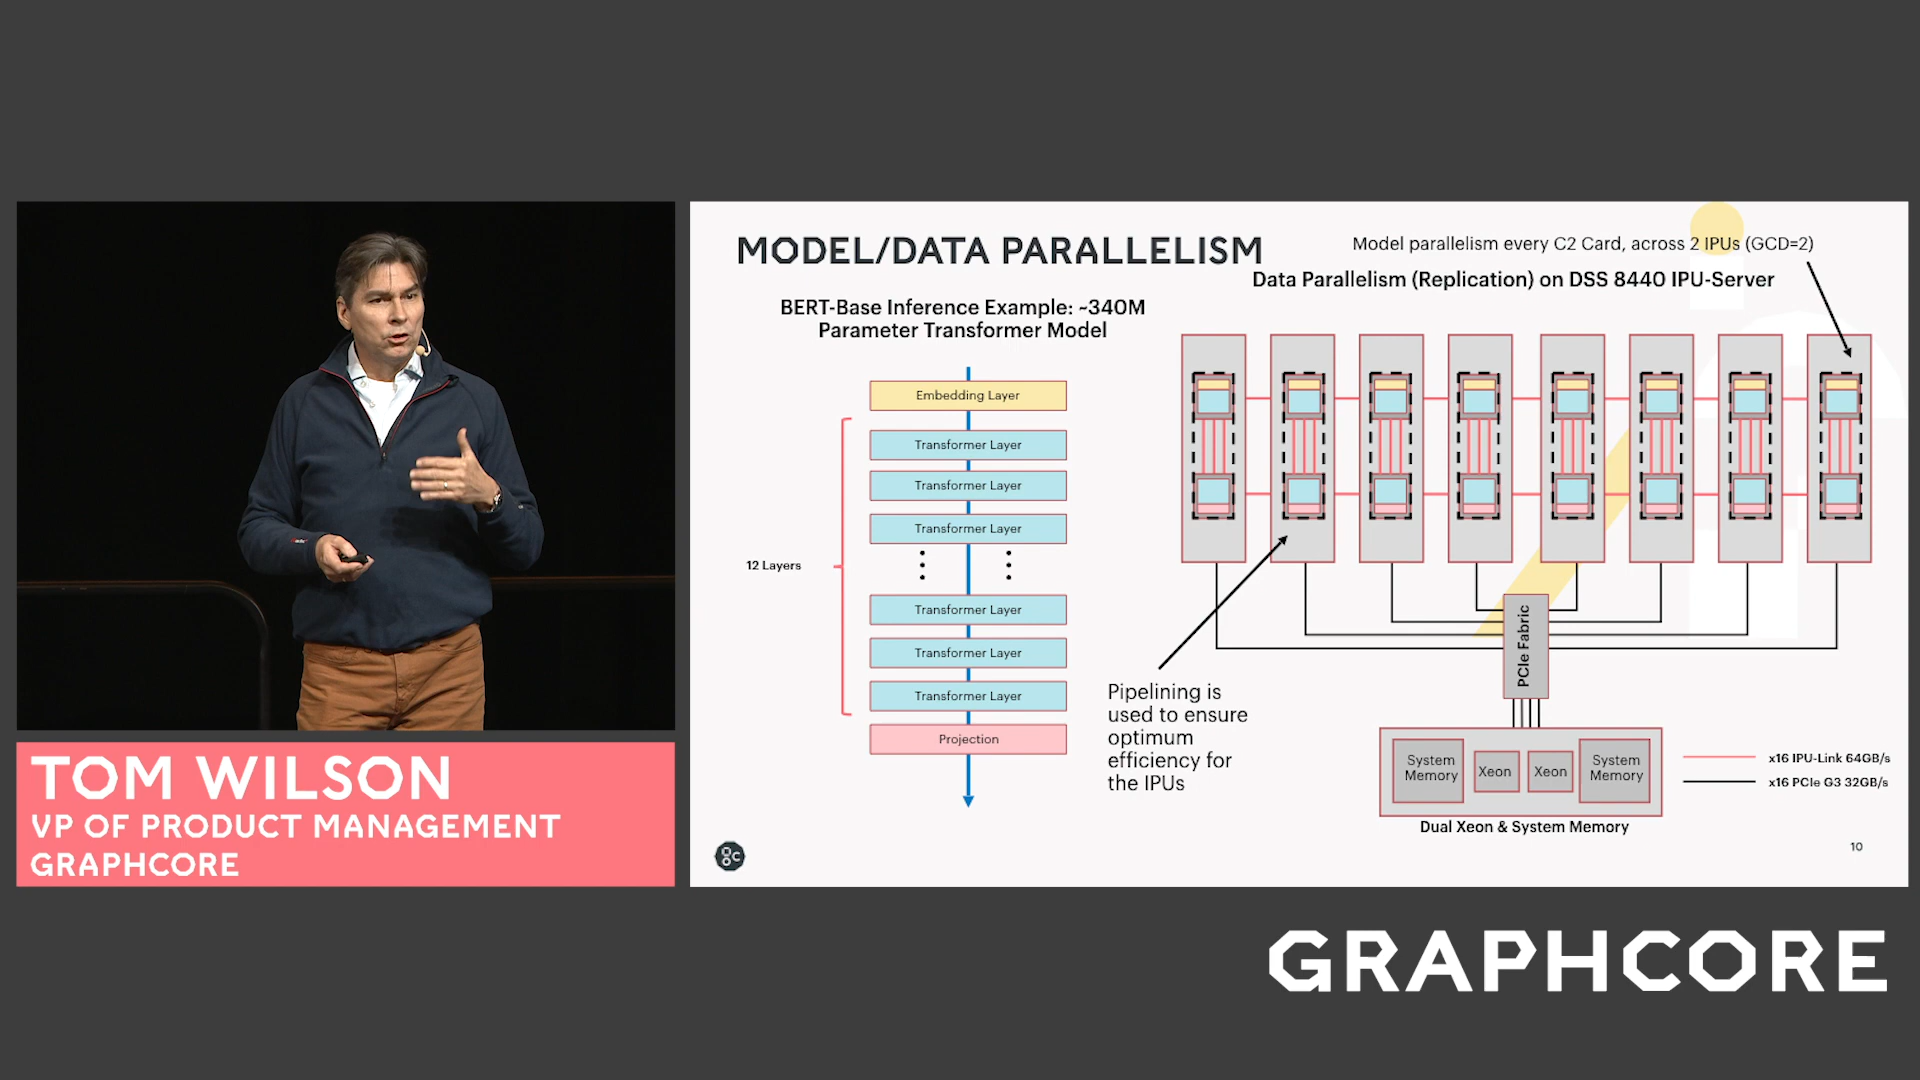 TOM WILSON
VP OF PRODUCT MANAGEMENT
GRAPHCORE
MODEL/DATA PARALLELISM
BERT-Base Inference Example: ~340M
Parameter Transformer Model
Embedding Layer
Transformer Layer
Transformer Layer
Transformer Layer
12 Layers
Transformer Layer
Transformer Layer
Transformer Layer
Projection
Model parallelism every C2 Card, across 2 IPUs (GCD=2)
Data Parallelism (Replication) on DSS 8440 IPU-Server
Pipelining is
used to ensure
optimum
efficiency for
the IPUs
PCIe Fabric
System
Memory
Xeon
Xeon
System
Memory
Dual Xeon & System Memory
x16 IPU-Link 64GB/s
x16 PCIe G3 32GB/s
10
GRAPHCORE